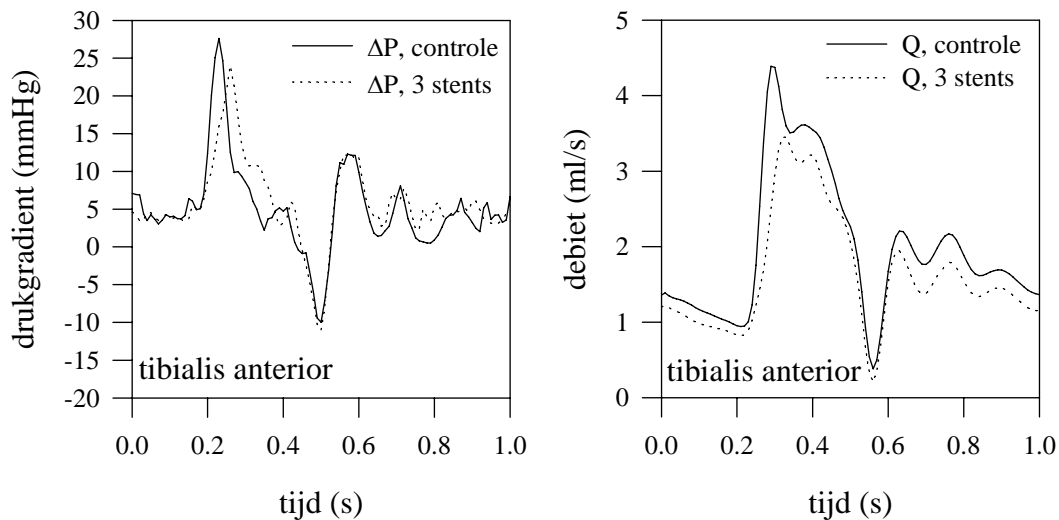 30
25
20
15
10
5
0
-5
-10
-15
-20
drukgradient (mmHg)
ΔP, controle
ΔP, 3 stents
tibialis anterior
0.0 0.2 0.4 0.6 0.8 1.0
tijd (s)
5
4
3
2
1
0
debiet (ml/s)
Q, controle
Q, 3 stents
tibialis anterior
0.0 0.2 0.4 0.6 0.8 1.0
tijd (s)